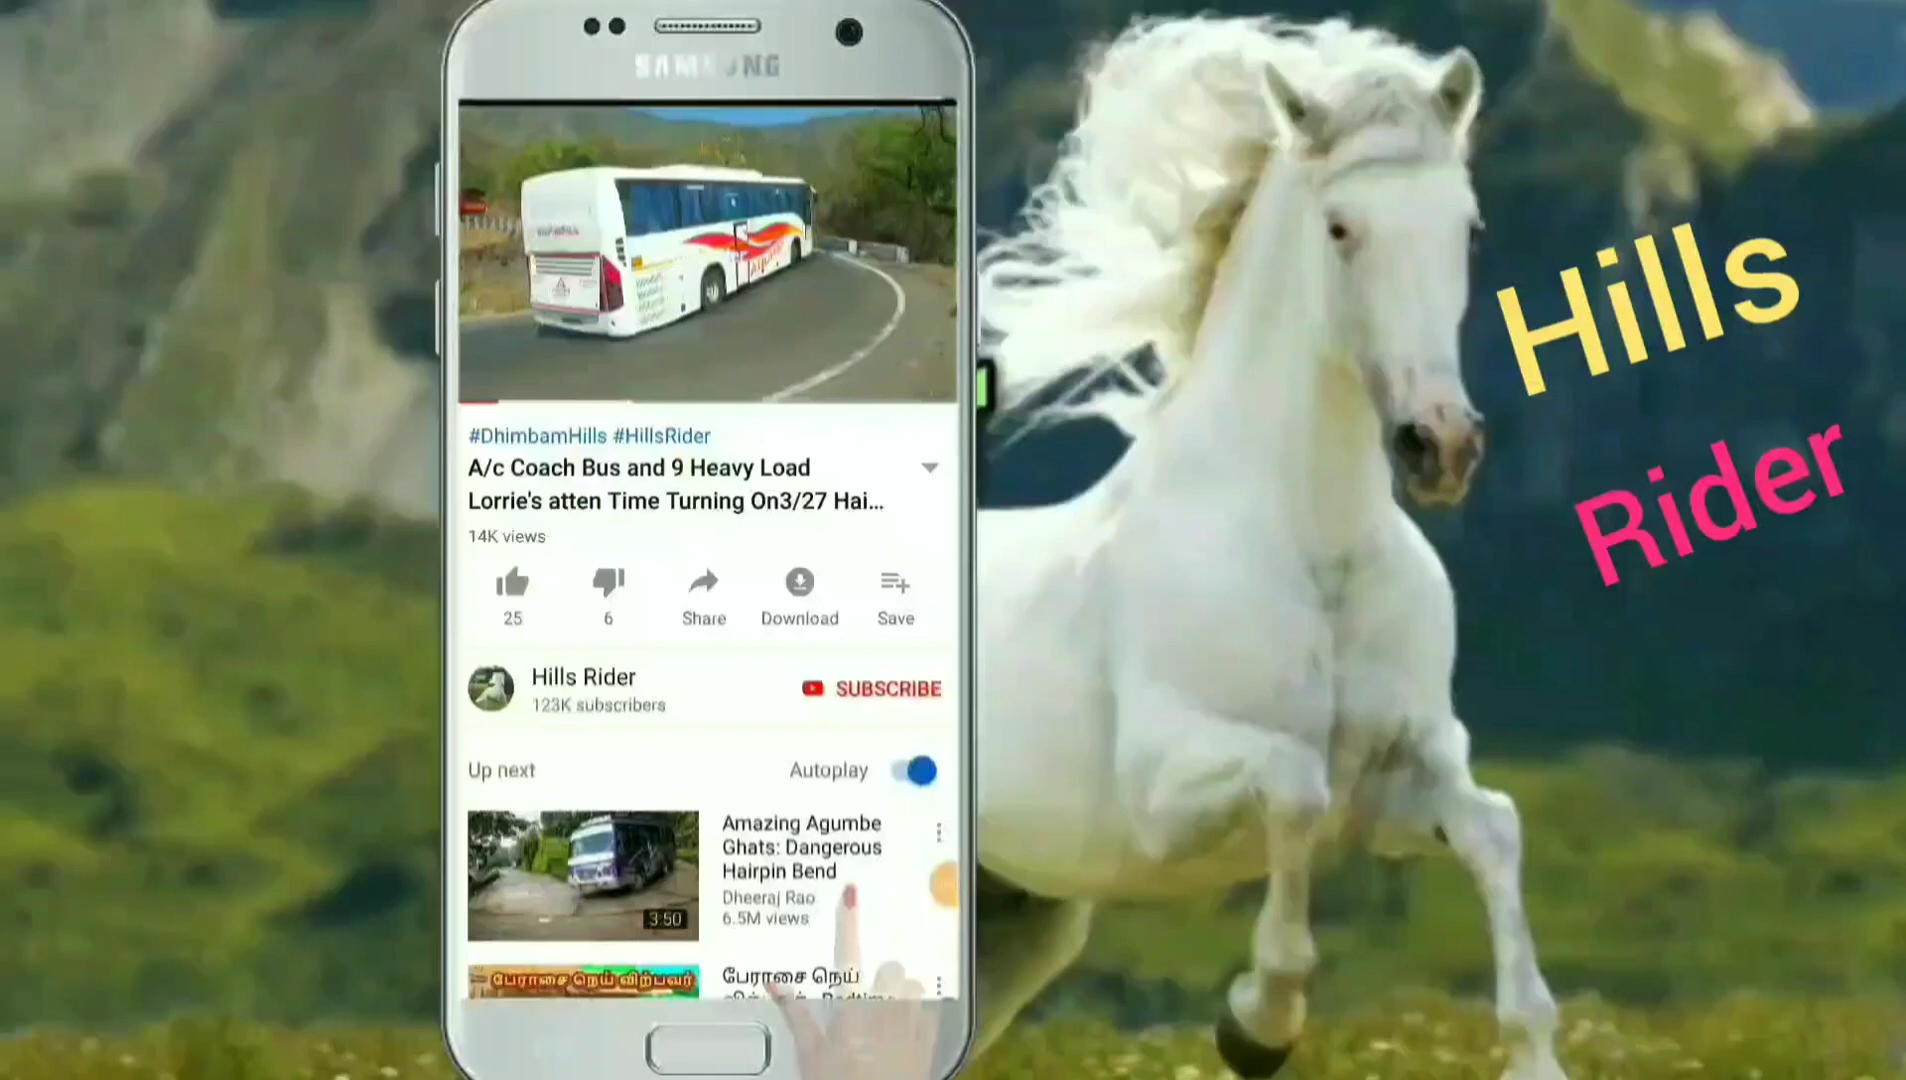 SAMSUNG
#DhimbamHills #HillsRider
A/c Coach Bus and 9 Heavy Load
Lorrie's atten Time Turning On3/27 Hai...
14K views
25
6
Share
Download
Save
Hills Rider
123K subscribers
SUBSCRIBE
Up next
Autoplay
Amazing Agumbe
Ghats: Dangerous
Hairpin Bend
Dheeraj Rao
6.5M views
3:50
பேராசை நெய் விற்பவர்
பேராசை நெய்
Hills
Rider